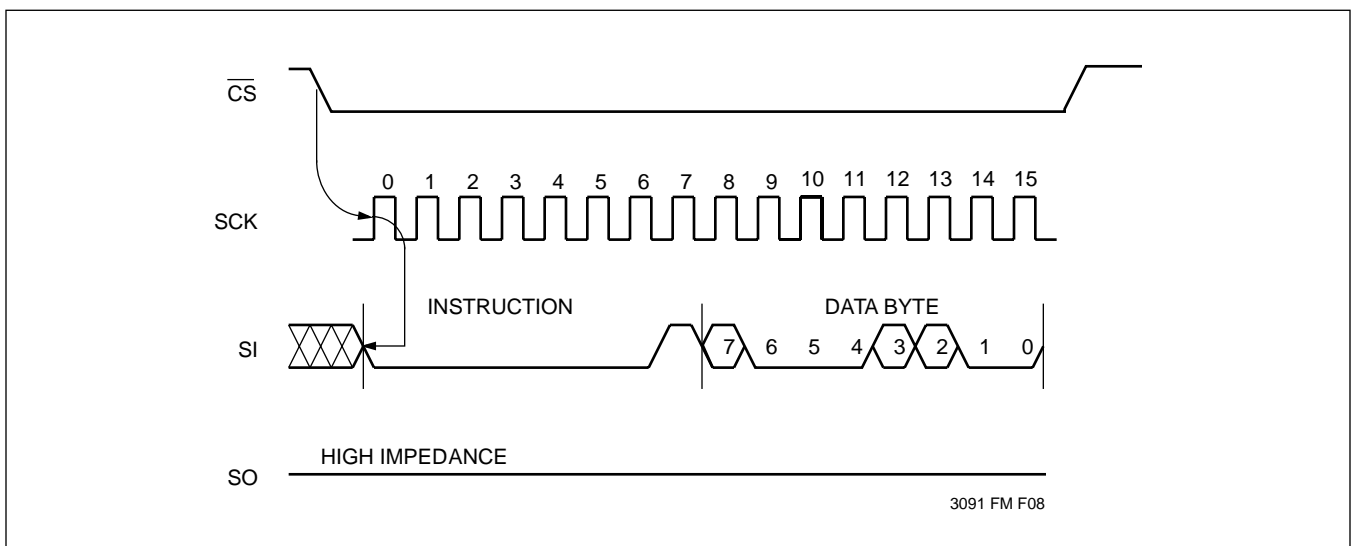 CS
0 1 2 3 4 5 6 7 8 9 10 11 12 13 14 15
SCK
INSTRUCTION DATA BYTE
SI 7 6 5 4 3 2 1 0
HIGH IMPEDANCE
SO
3091 FM F08